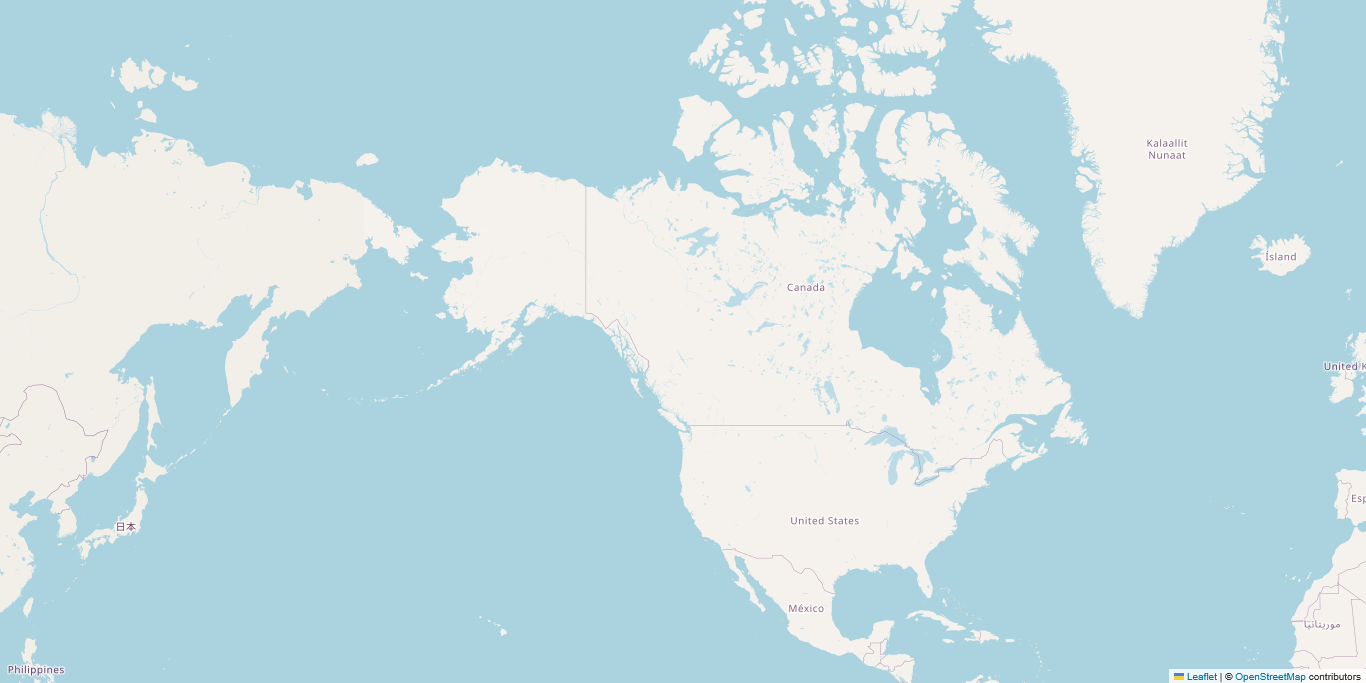 Kalaallit
Nunaat
Ísland
Canada
United K
Esp
United States
日本
México
موريتانيا
Philippines
Leaflet | © OpenStreetMap contributors